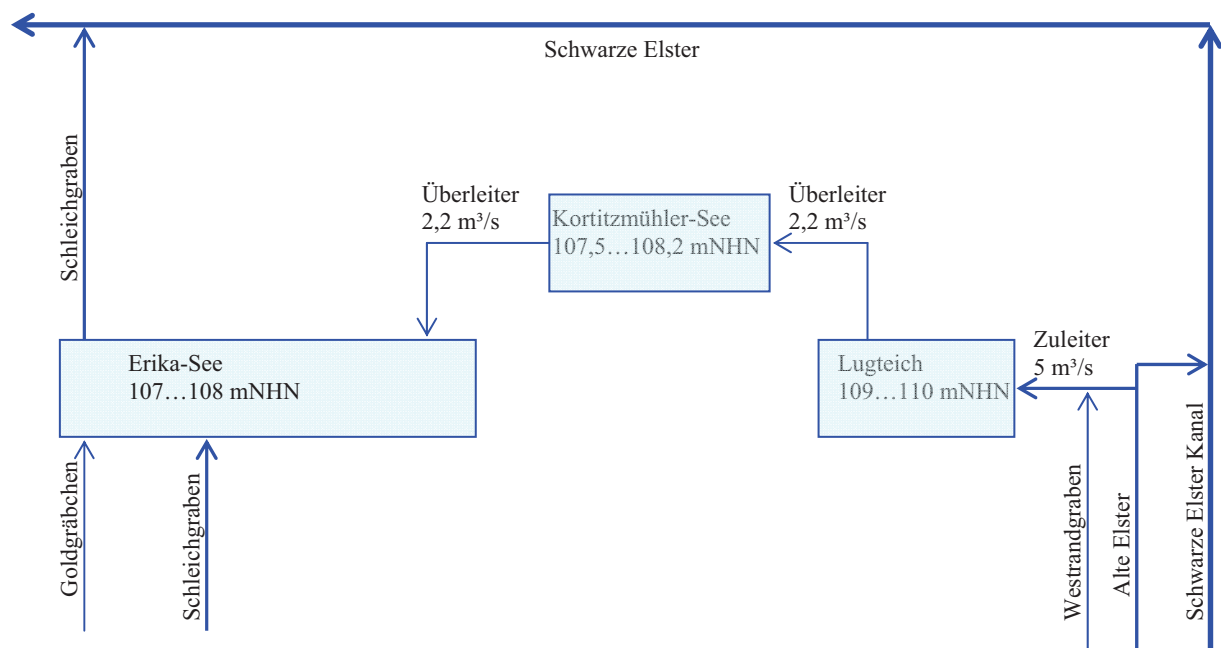 Schwarze Elster
Schleichgraben
Überleiter
2,2 m³/s
Kortitzmühler-See
107,5…108,2 mNHN
Überleiter
2,2 m³/s
Erika-See
107…108 mNHN
Lugteich
109…110 mNHN
Zuleiter
5 m³/s
Goldgräbchen
Schleichgraben
Westrandgraben
Alte Elster
Schwarze Elster Kanal